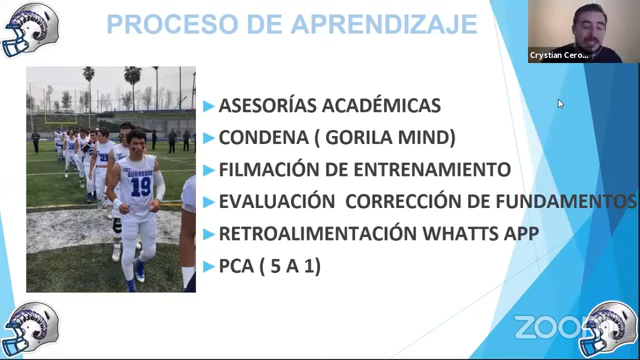 PROCESO DE APRENDIZAJE
Crystian Cero...
ASESORÍAS ACADÉMICAS
CONDENA ( GORILA MIND)
FILMACIÓN DE ENTRENAMIENTO
EVALUACIÓN CORRECCIÓN DE FUNDAMENTOS
RETROALIMENTACIÓN WHATTS APP
PCA ( 5 A 1)
BORREGOS
19
zoom